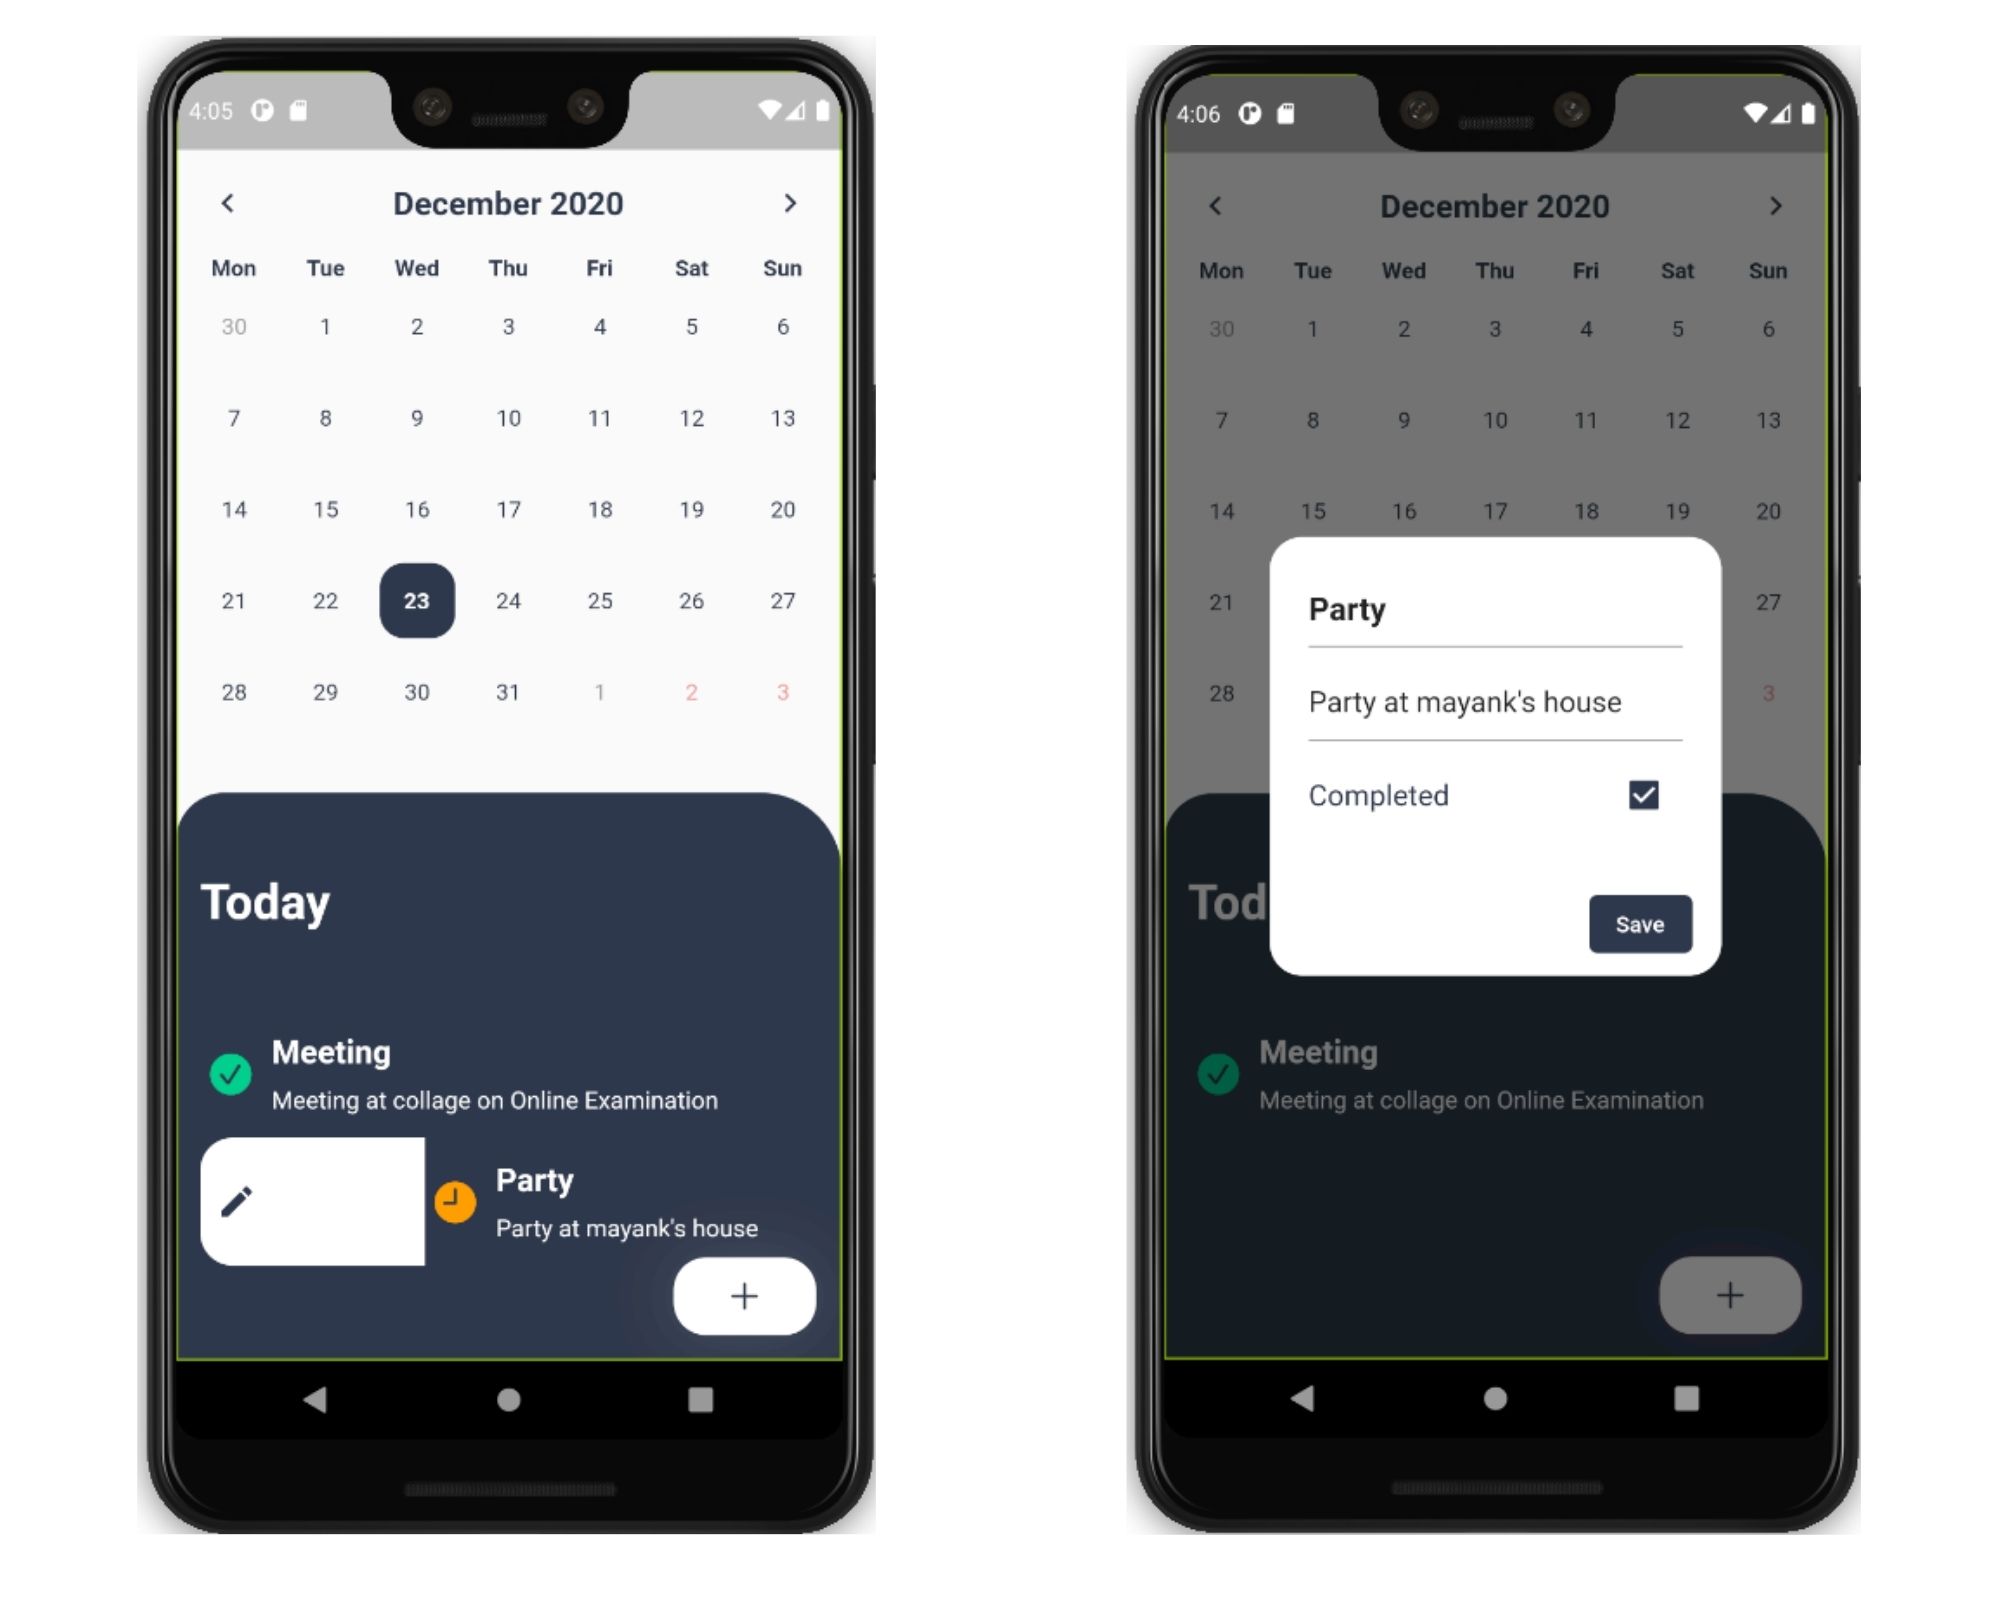 4:05
December 2020
Mon Tue Wed Thu Fri Sat Sun
30 1 2 3 4 5 6
7 8 9 10 11 12 13
14 15 16 17 18 19 20
21 22 23 24 25 26 27
28 29 30 31 1 2 3
Today
Meeting
Meeting at collage on Online Examination
Party
Party at mayank's house
+
4:06
December 2020
Mon Tue Wed Thu Fri Sat Sun
30 1 2 3 4 5 6
7 8 9 10 11 12 13
14 15 16 17 18 19 20
21 27
28 3
Party
Party at mayank's house
Completed
Save
Tod
Meeting
Meeting at collage on Online Examination
+